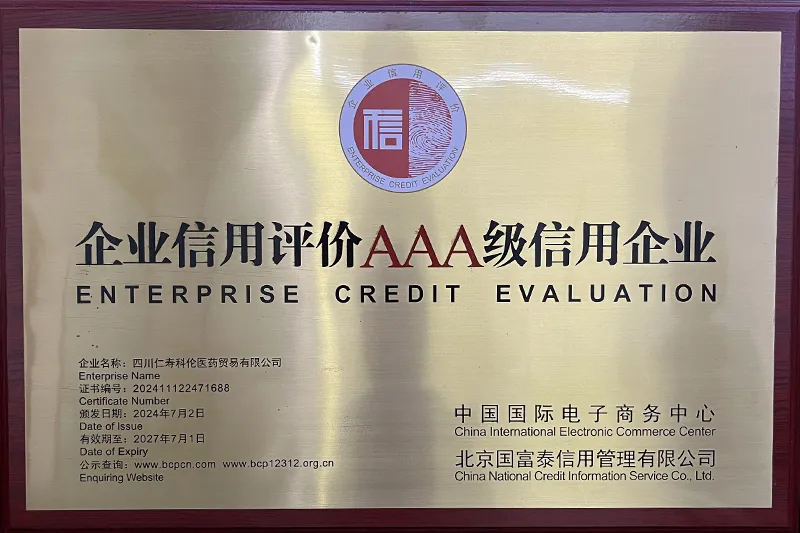 企业信用评价
信
ENTERPRISE CREDIT EVALUATION
企业信用评价AAA级信用企业
ENTERPRISE CREDIT EVALUATION
企业名称：四川仁寿科伦医药贸易有限公司
Enterprise Name
证书编号：202411122471688
Certificate Number
颁发日期：2024年7月2日
Date of Issue
有效期至：2027年7月1日
Date of Expiry
公示查询：www.bcpcn.com www.bcp12312.org.cn
Enquiring Website
中国国际电子商务中心
China International Electronic Commerce Center
北京国富泰信用管理有限公司
China National Credit Information Service Co., Ltd.